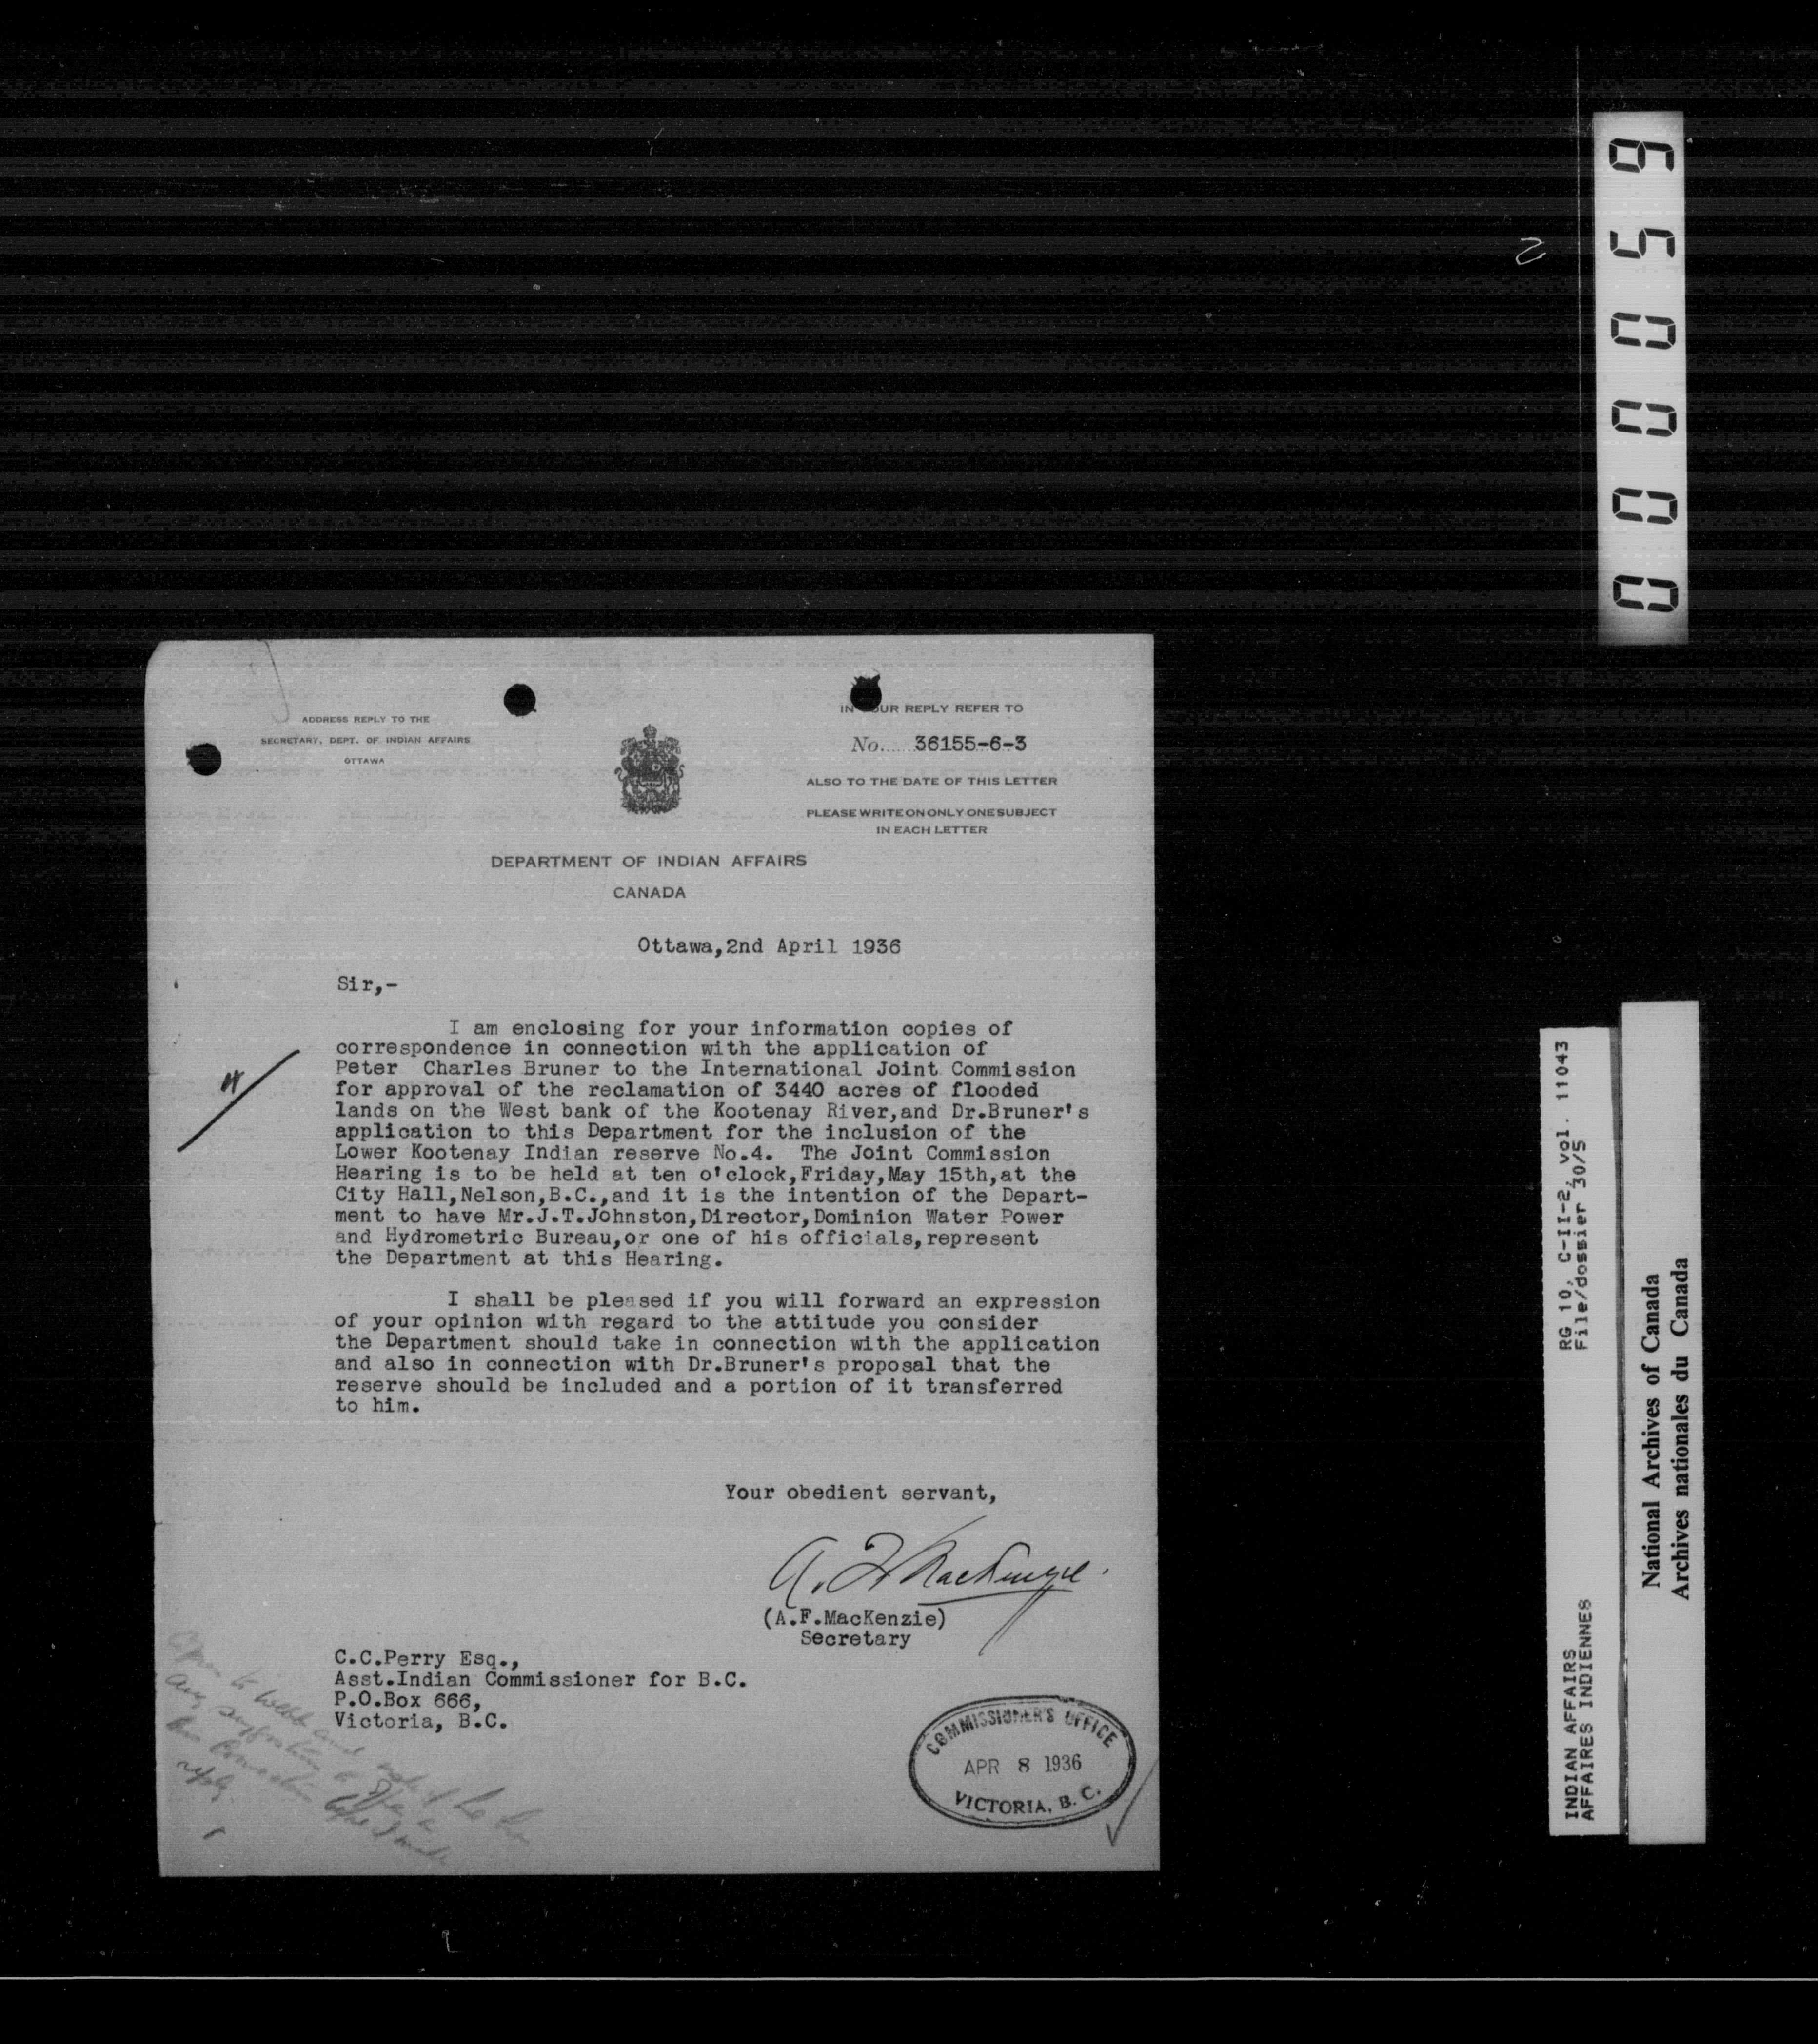 ADDRESS REPLY TO THE
SECRETARY, DEPT. OF INDIAN AFFAIRS
OTTAWA
IN YOUR REPLY REFER TO
No. 36155-6-3
ALSO TO THE DATE OF THIS LETTER
PLEASE WRITE ON ONLY ONE SUBJECT
IN EACH LETTER
DEPARTMENT OF INDIAN AFFAIRS
CANADA
Ottawa,2nd April 1936
Sir,-
I am enclosing for your information copies of
correspondence in connection with the application of
Peter Charles Bruner to the International Joint Commission
for approval of the reclamation of 3440 acres of flooded
lands on the West bank of the Kootenay River,and Dr.Bruner's
application to this Department for the inclusion of the
Lower Kootenay Indian reserve No.4. The Joint Commission
Hearing is to be held at ten o'clock,Friday,May 15th,at the
City Hall,Nelson,B.C.,and it is the intention of the Depart-
ment to have Mr.J.T.Johnston,Director,Dominion Water Power
and Hydrometric Bureau,or one of his officials,represent
the Department at this Hearing.
I shall be pleased if you will forward an expression
of your opinion with regard to the attitude you consider
the Department should take in connection with the application
and also in connection with Dr.Bruner's proposal that the
reserve should be included and a portion of it transferred
to him.
Your obedient servant,
A. F. MacKenzie.
(A.F.MacKenzie)
Secretary
C.C.Perry Esq.,
Asst.Indian Commissioner for B.C.
P.O.Box 666,
Victoria, B.C.
COMMISSIONER'S OFFICE
APR 8 1936
VICTORIA, B. C.
reply.
2
000059
RG 10, C-II-2, vol. 11043
File/dossier 30/5
INDIAN AFFAIRS
AFFAIRES INDIENNES
National Archives of Canada
Archives nationales du Canada